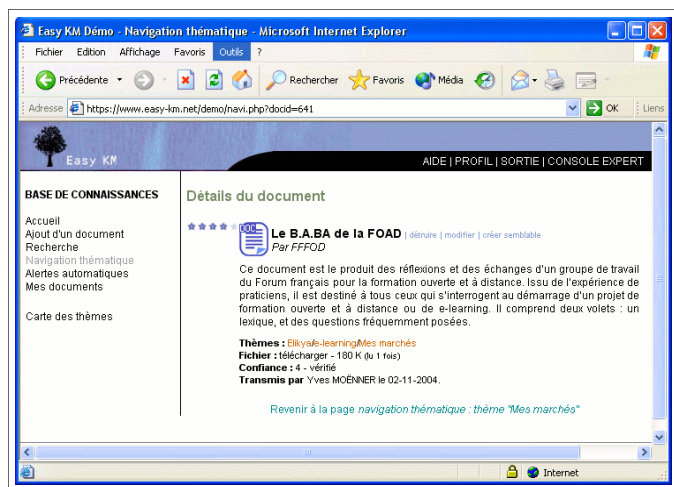 Easy KM Démo - Navigation thématique - Microsoft Internet Explorer
Fichier Edition Affichage Favoris Outils ?
Précédente Rechercher Favoris Média
Adresse https://www.easy-km.net/demo/navi.php?docid=641 OK Liens
Easy KM
AIDE | PROFIL | SORTIE | CONSOLE EXPERT
BASE DE CONNAISSANCES
Accueil
Ajout d'un document
Recherche
Navigation thématique
Alertes automatiques
Mes documents
Carte des thèmes
Détails du document
DOC
Le B.A.BA de la FOAD | détruire | modifier | créer semblable
Par FFFOD
Ce document est le produit des réflexions et des échanges d'un groupe de travail
du Forum français pour la formation ouverte et à distance. Issu de l'expérience de
praticiens, il est destiné à tous ceux qui s'interrogent au démarrage d'un projet de
formation ouverte et à distance ou de e-learning. Il comprend deux volets : un
lexique, et des questions fréquemment posées.
Thèmes : Elikya/e-learning/Mes marchés
Fichier : télécharger - 180 K (lu 1 fois)
Confiance : 4 - vérifié
Transmis par Yves MOËNNER le 02-11-2004.
Revenir à la page navigation thématique : thème "Mes marchés"
Internet